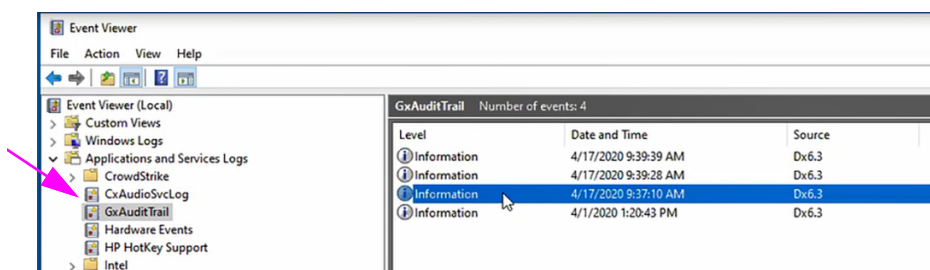 Event Viewer
File Action View Help
Event Viewer (Local)
Custom Views
Windows Logs
Applications and Services Logs
CrowdStrike
CxAudioSvcLog
GxAuditTrail
Hardware Events
HP HotKey Support
Intel
GxAuditTrail Number of events: 4
Level Date and Time Source
Information 4/17/2020 9:39:39 AM Dx6.3
Information 4/17/2020 9:39:28 AM Dx6.3
Information 4/17/2020 9:37:10 AM Dx6.3
Information 4/1/2020 1:20:43 PM Dx6.3